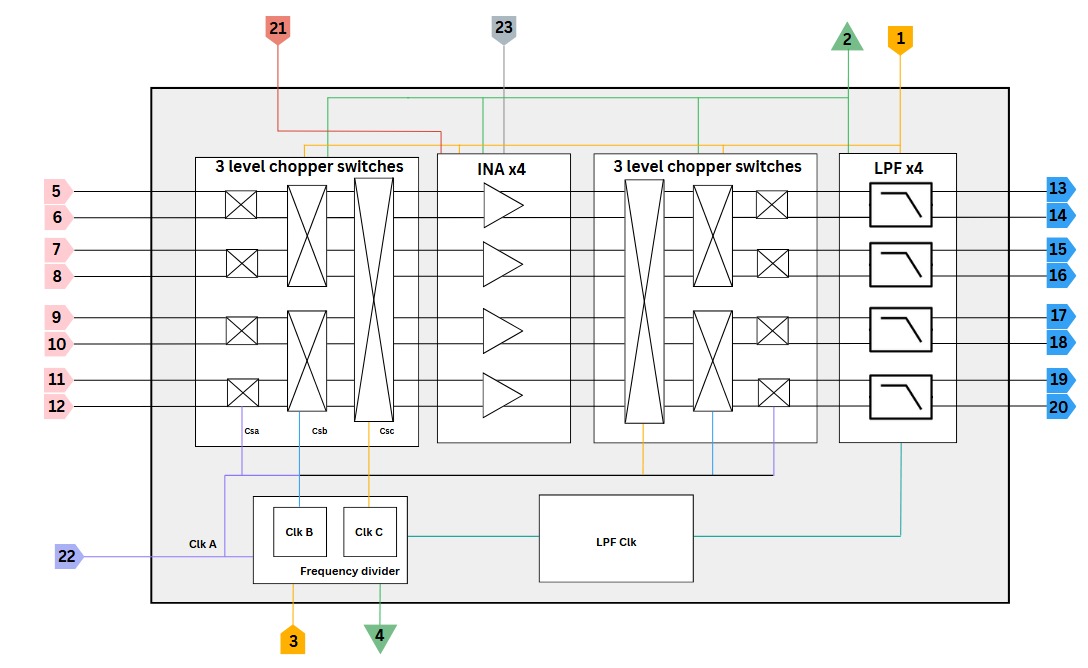 21
23
2
1
3 level chopper switches
INA x4
3 level chopper switches
LPF x4
5
6
7
8
9
10
11
12
13
14
15
16
17
18
19
20
Csa
Csb
Csc
Clk A
22
Clk B
Clk C
Frequency divider
LPF Clk
3
4